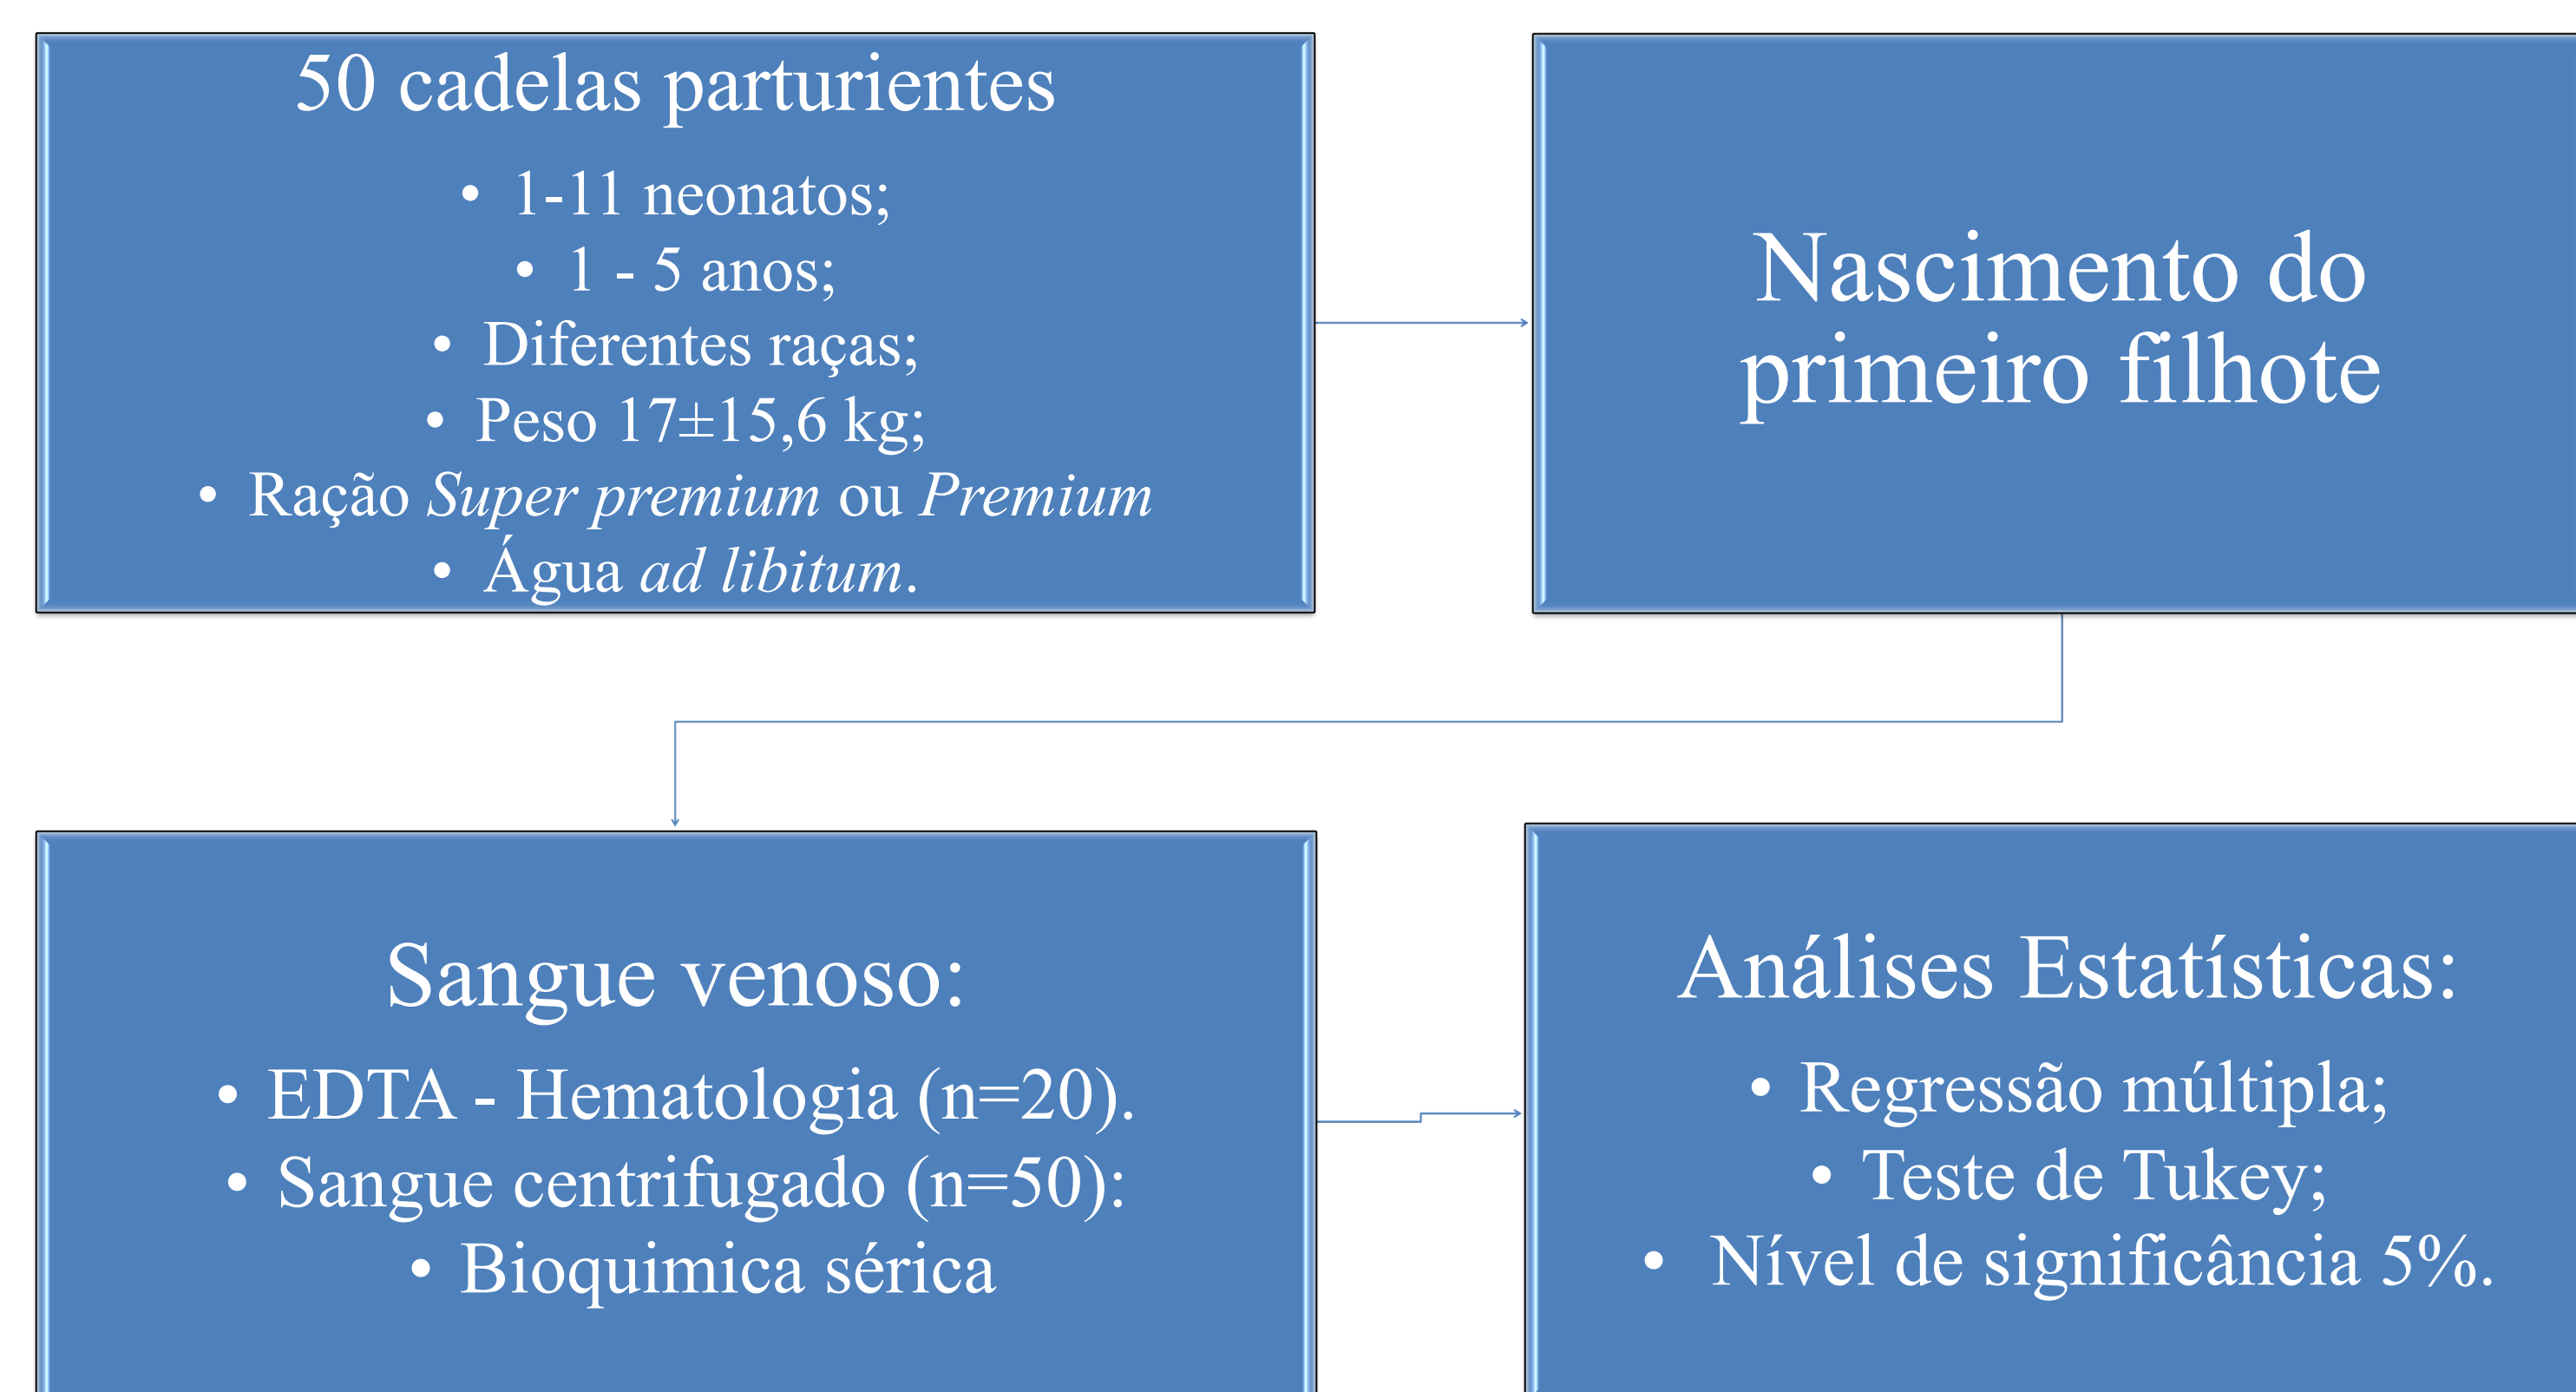 50 cadelas parturientes
• 1-11 neonatos;
• 1 - 5 anos;
• Diferentes raças;
• Peso 17±15,6 kg;
• Ração Super premium ou Premium
• Água ad libitum.
Nascimento do
primeiro filhote
Sangue venoso:
• EDTA - Hematologia (n=20).
• Sangue centrifugado (n=50):
• Bioquimica sérica
Análises Estatísticas:
• Regressão múltipla;
• Teste de Tukey;
• Nível de significância 5%.